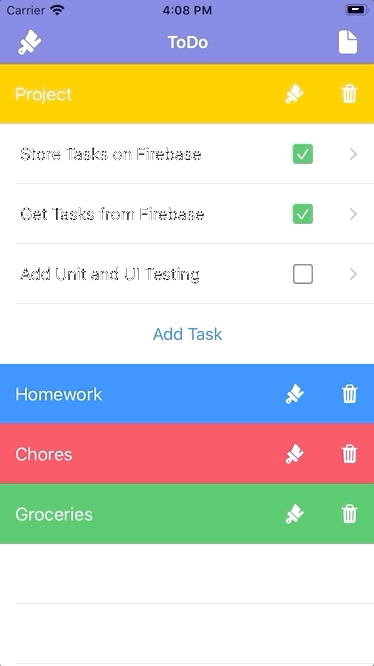 Carrier 4:08 PM
ToDo
Project
Store Tasks on Firebase
Get Tasks from Firebase
Add Unit and UI Testing
Add Task
Homework
Chores
Groceries